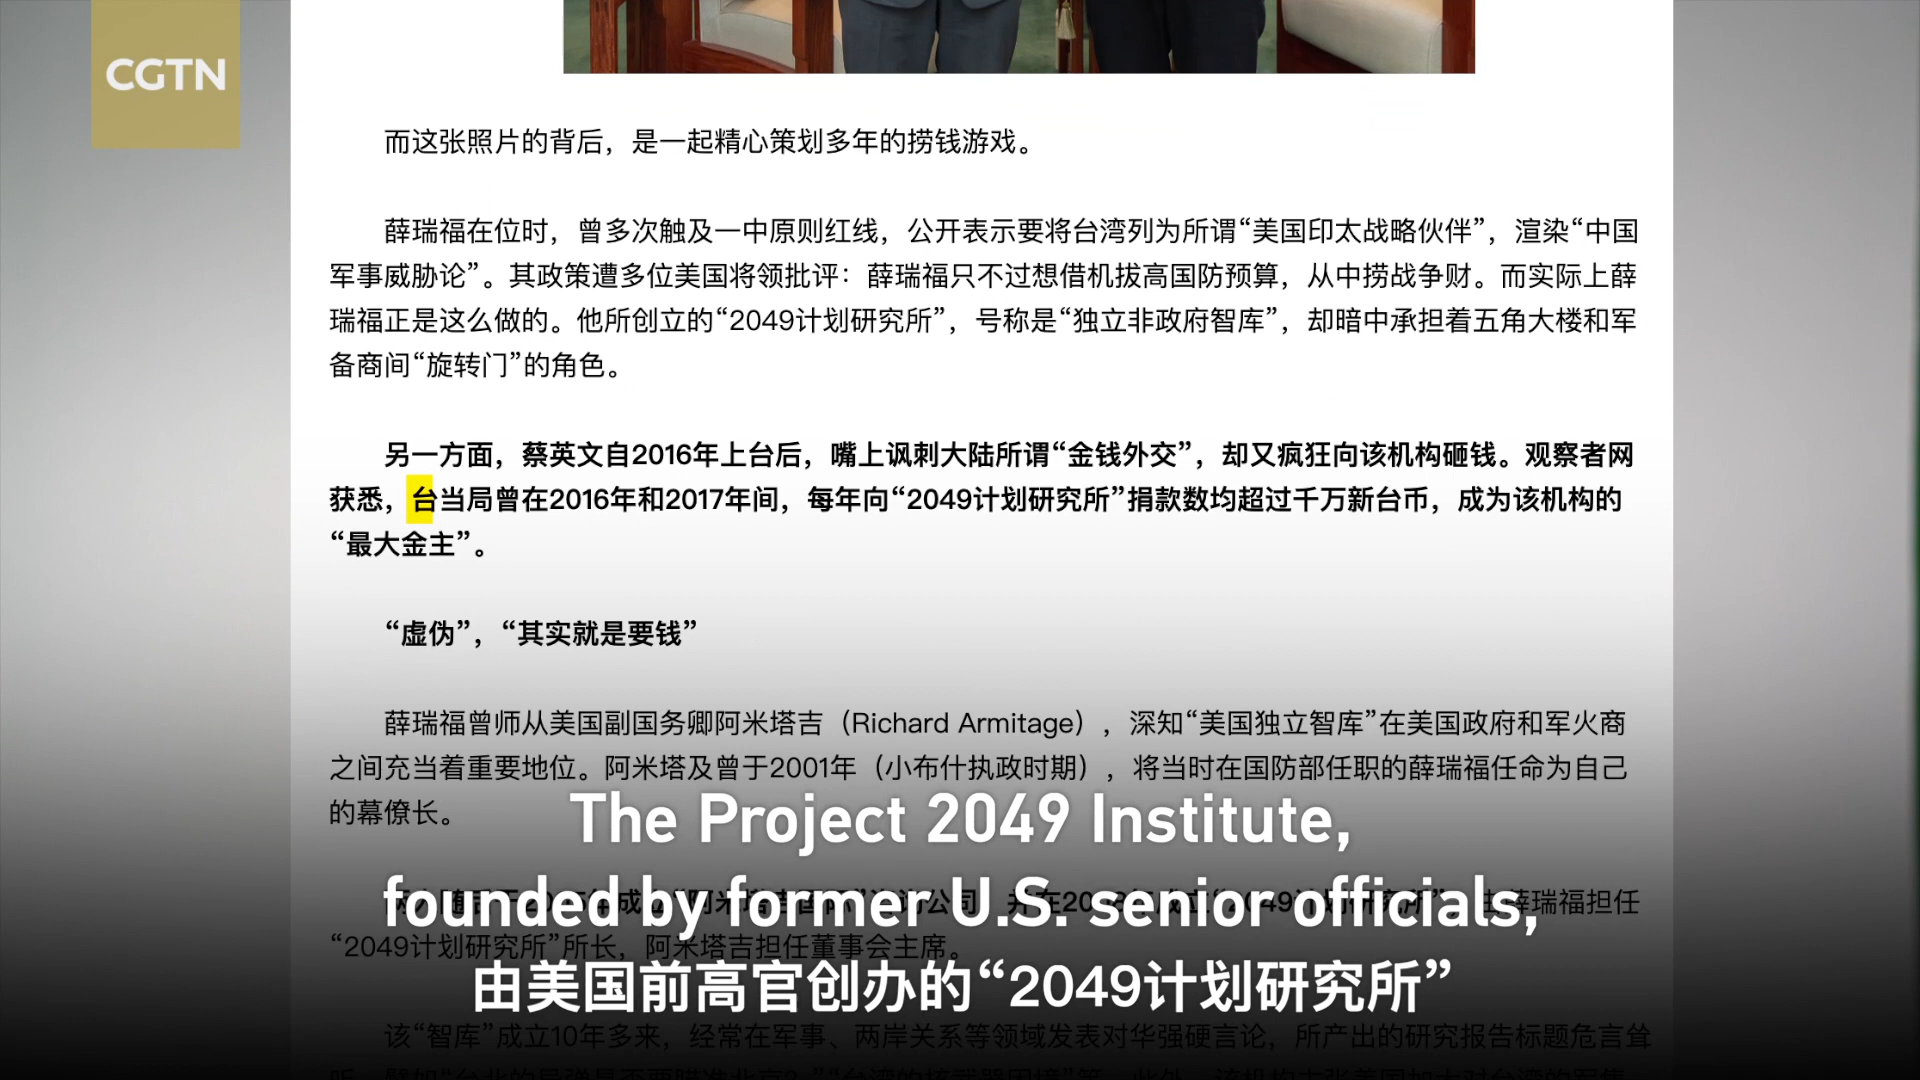 CGTN
而这张照片的背后，是一起精心策划多年的捞钱游戏。
薛瑞福在位时，曾多次触及一中原则红线，公开表示要将台湾列为所谓“美国印太战略伙伴”，渲染“中国
军事威胁论”。其政策遭多位美国将领批评：薛瑞福只不过想借机拔高国防预算，从中捞战争财。而实际上薛
瑞福正是这么做的。他所创立的“2049计划研究所”，号称是“独立非政府智库”，却暗中承担着五角大楼和军
备商间“旋转门”的角色。
另一方面，蔡英文自2016年上台后，嘴上讽刺大陆所谓“金钱外交”，却又疯狂向该机构砸钱。观察者网
获悉，台当局曾在2016年和2017年间，每年向“2049计划研究所”捐款数均超过千万新台币，成为该机构的
“最大金主”。
“虚伪”，“其实就是要钱”
薛瑞福曾师从美国副国务卿阿米塔吉（Richard Armitage），深知“美国独立智库”在美国政府和军火商
之间充当着重要地位。阿米塔及曾于2001年（小布什执政时期），将当时在国防部任职的薛瑞福任命为自己
的幕僚长。
The Project 2049 Institute,
founded by former U.S. senior officials,
薛瑞福担任
“2049计划研究所”所长，阿米塔吉担任董事会主席。
由美国前高官创办的“2049计划研究所”
该“智库”成立10年多来，经常在军事、两岸关系等领域发表对华强硬言论，所产出的研究报告标题危言耸